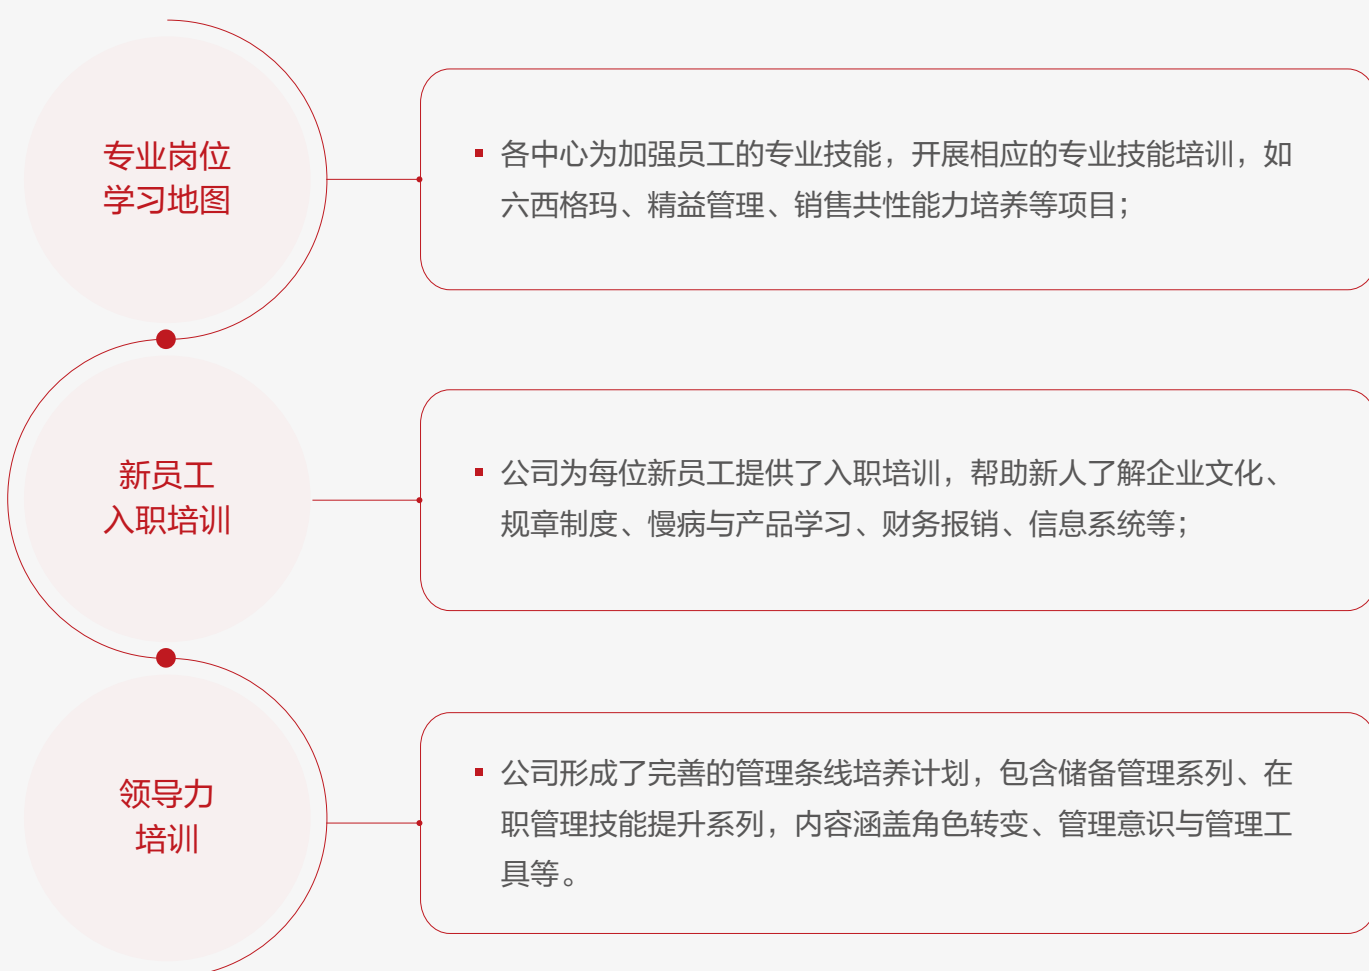 专业岗位
学习地图
各中心为加强员工的专业技能，开展相应的专业技能培训，如
六西格玛、精益管理、销售共性能力培养等项目；
新员工
入职培训
公司为每位新员工提供了入职培训，帮助新人了解企业文化、
规章制度、慢病与产品学习、财务报销、信息系统等；
领导力
培训
公司形成了完善的管理条线培养计划，包含储备管理系列、在
职管理技能提升系列，内容涵盖角色转变、管理意识与管理工
具等。